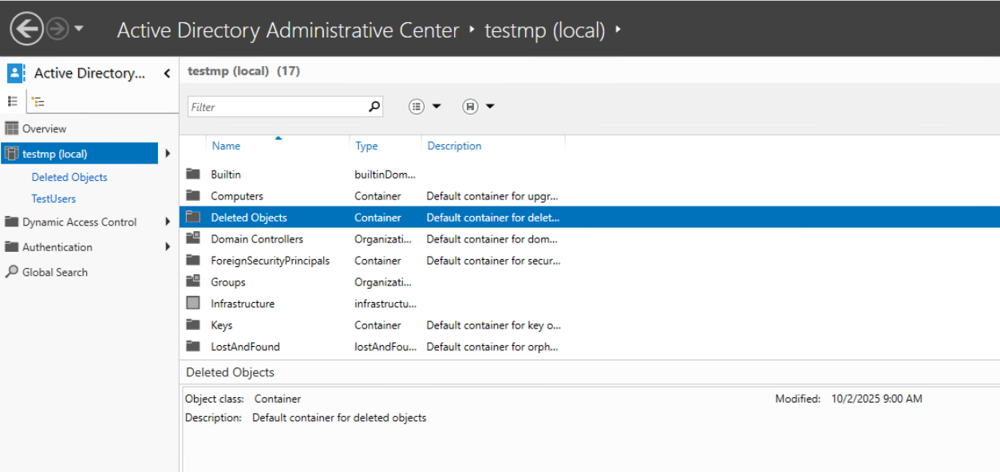 Active Directory Administrative Center ‣ testmp (local) ‣
Active Directory...
testmp (local) (17)
Filter
Overview
testmp (local)
Deleted Objects
TestUsers
Dynamic Access Control
Authentication
Global Search
Name Type Description
Builtin builtinDom...
Computers Container Default container for upgr...
Deleted Objects Container Default container for delet...
Domain Controllers Organizati... Default container for dom...
ForeignSecurityPrincipals Container Default container for secur...
Groups Organizati...
Infrastructure infrastructu...
Keys Container Default container for key o...
LostAndFound lostAndFou... Default container for orph...
Deleted Objects
Object class: Container Modified: 10/2/2025 9:00 AM
Description: Default container for deleted objects